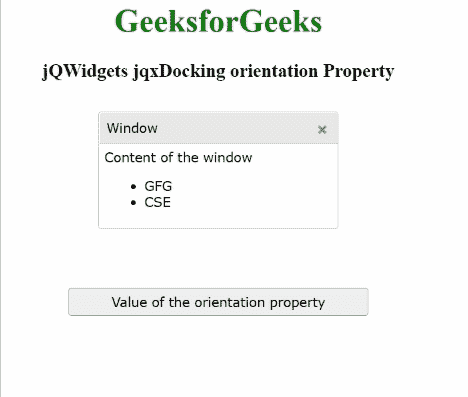 GeeksforGeeks
jQWidgets jqxDocking orientation Property
Window
Content of the window
GFG
CSE
Value of the orientation property